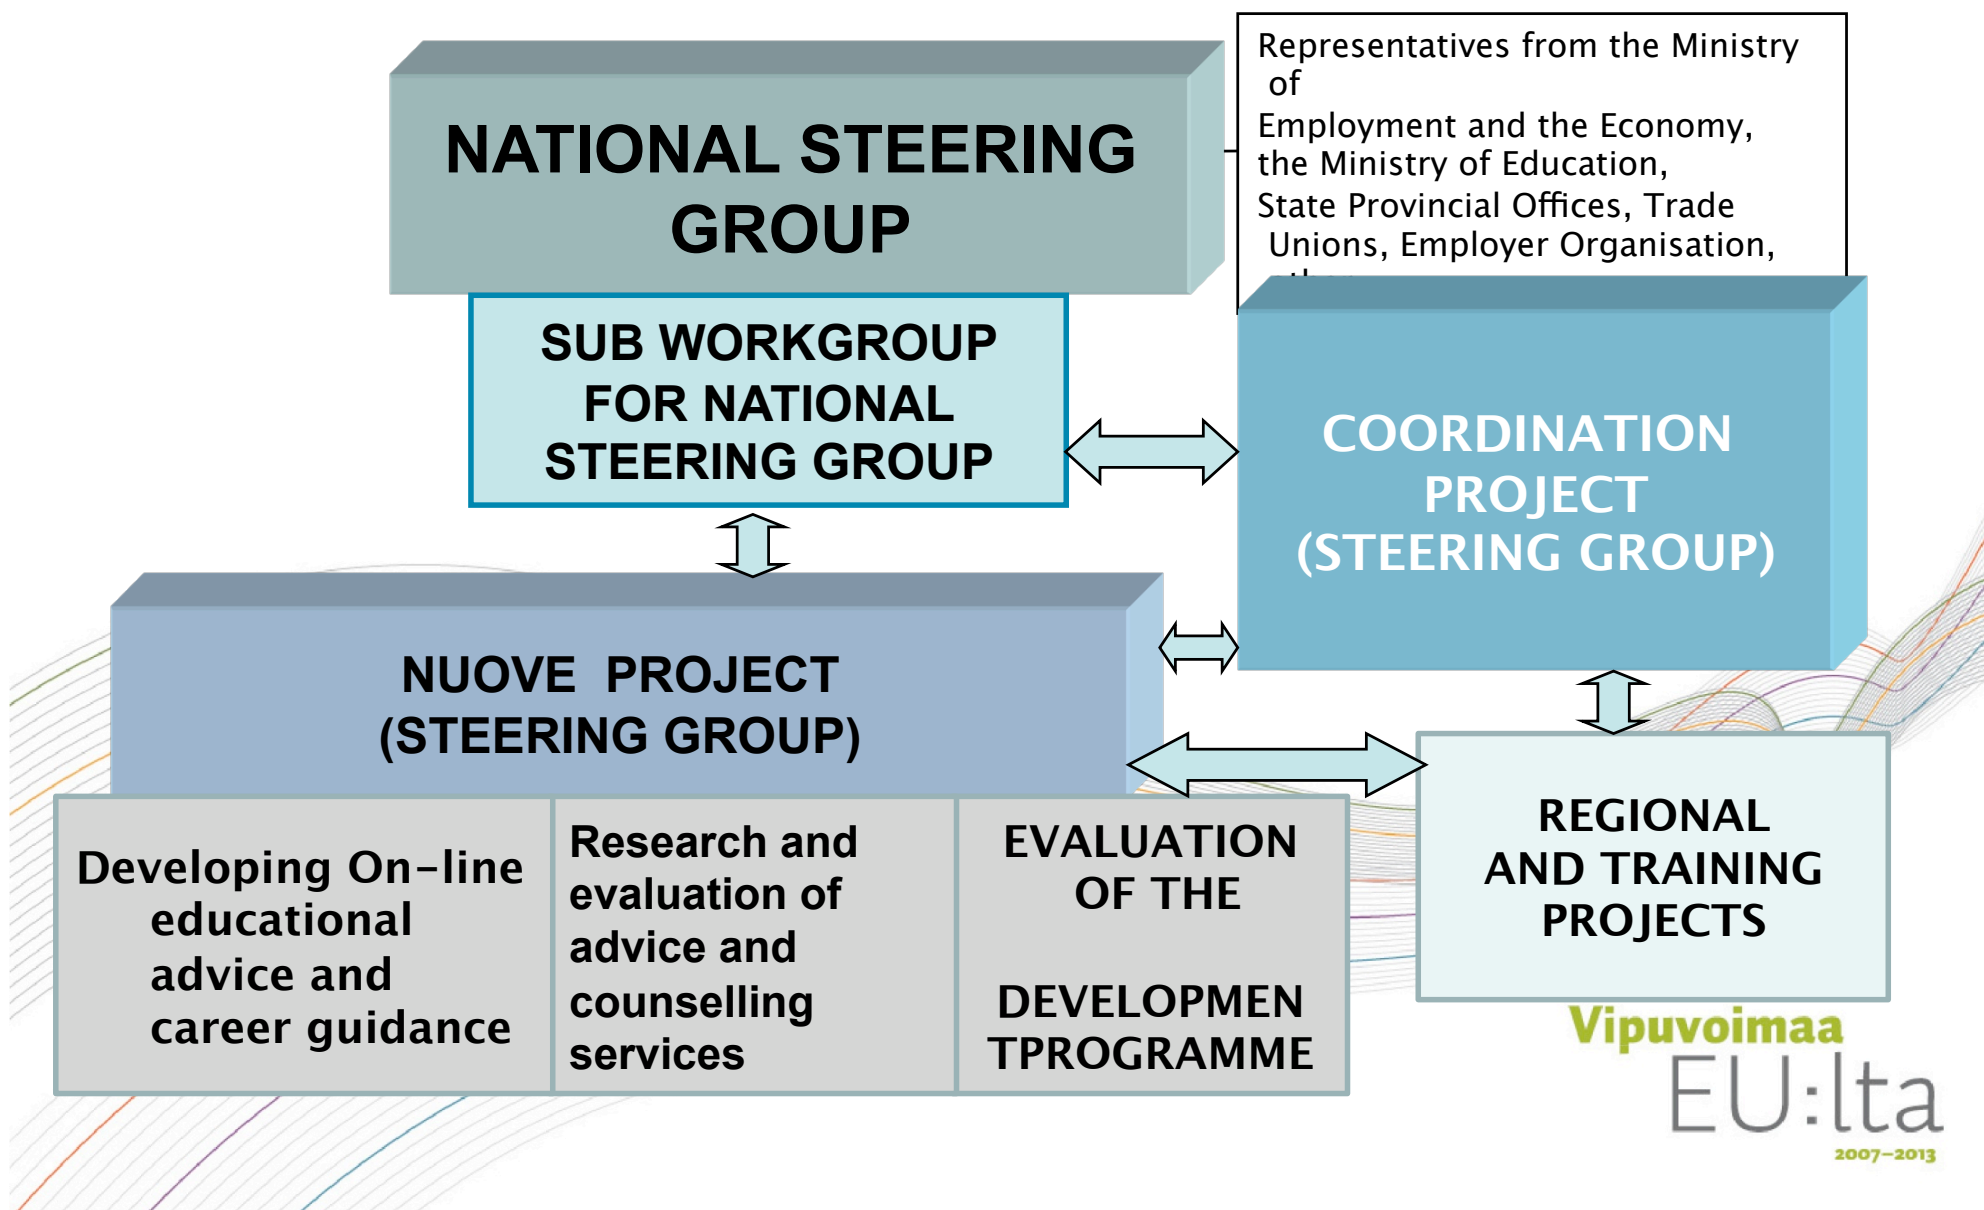 NATIONAL STEERING
GROUP
Representatives from the Ministry
of
Employment and the Economy,
the Ministry of Education,
State Provincial Offices, Trade
Unions, Employer Organisation,
SUB WORKGROUP
FOR NATIONAL
STEERING GROUP
COORDINATION
PROJECT
(STEERING GROUP)
NUOVE PROJECT
(STEERING GROUP)
Developing On-line
educational
advice and
career guidance
Research and
evaluation of
advice and
counselling
services
EVALUATION
OF THE
DEVELOPMEN
TPROGRAMME
REGIONAL
AND TRAINING
PROJECTS
Vipuvoimaa
EU:lta
2007–2013